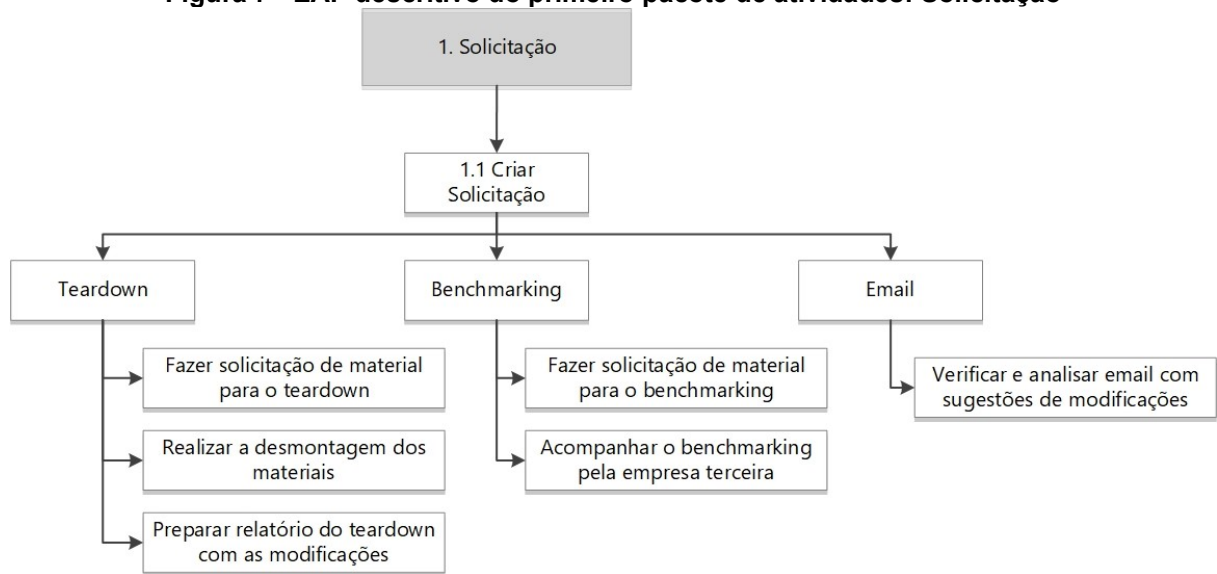 1. Solicitação
1.1 Criar
Solicitação
Teardown
Benchmarking
Email
Fazer solicitação de material
para o teardown
Realizar a desmontagem dos
materiais
Preparar relatório do teardown
com as modificações
Fazer solicitação de material
para o benchmarking
Acompanhar o benchmarking
pela empresa terceira
Verificar e analisar email com
sugestões de modificações